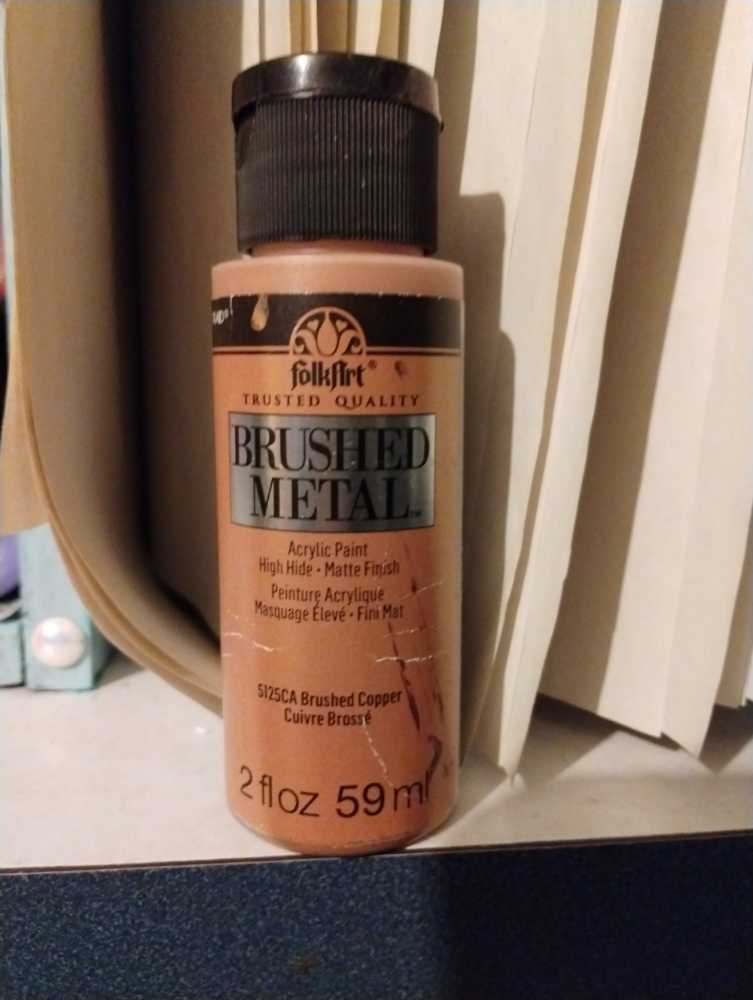 folkArt®
TRUSTED QUALITY
BRUSHED
METAL™
Acrylic Paint
High Hide • Matte Finish
Peinture Acrylique
Masquage Élevé • Fini Mat
5125CA Brushed Copper
Cuivre Brossé
2 fl oz 59 ml